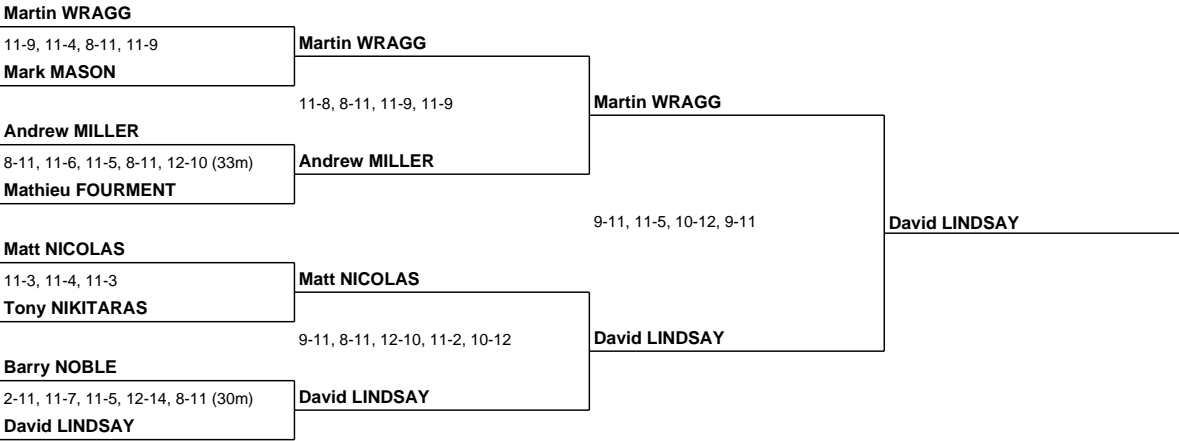 Martin WRAGG
11-9, 11-4, 8-11, 11-9
Mark MASON
Andrew MILLER
8-11, 11-6, 11-5, 8-11, 12-10 (33m)
Mathieu FOURMENT
Matt NICOLAS
11-3, 11-4, 11-3
Tony NIKITARAS
Barry NOBLE
2-11, 11-7, 11-5, 12-14, 8-11 (30m)
David LINDSAY
Martin WRAGG
11-8, 8-11, 11-9, 11-9
Andrew MILLER
Matt NICOLAS
9-11, 8-11, 12-10, 11-2, 10-12
David LINDSAY
Martin WRAGG
9-11, 11-5, 10-12, 9-11
David LINDSAY
David LINDSAY